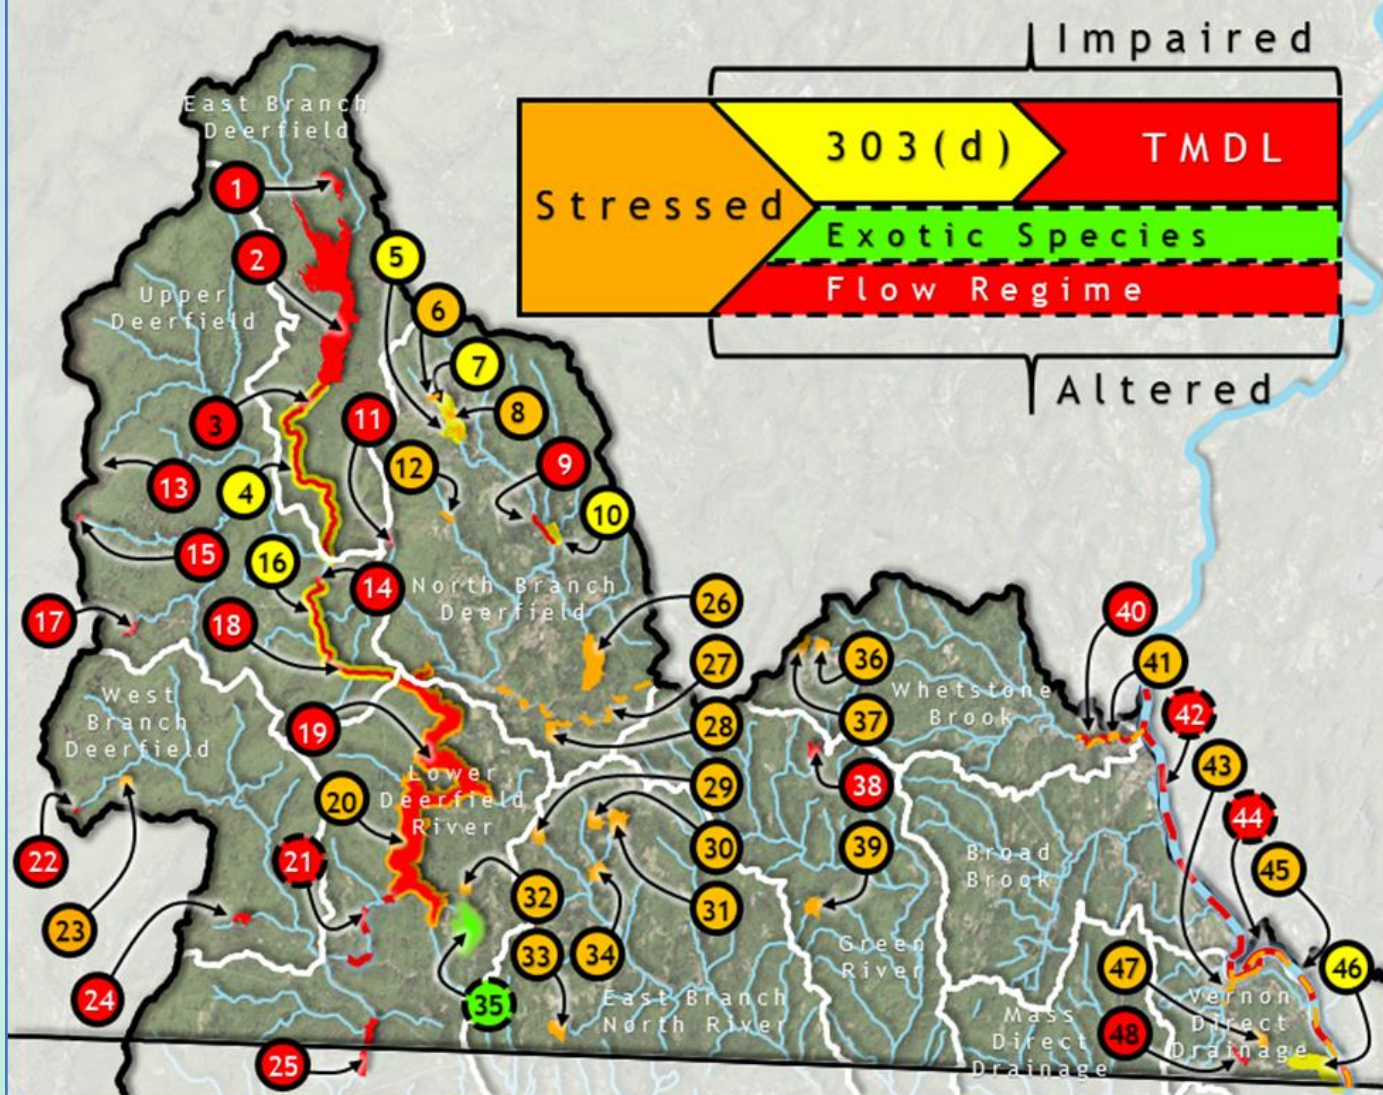 Impaired
303(d)
TMDL
Stressed
Exotic Species
Flow Regime
Altered
East Branch
Deerfield
1
2
5
Upper
Deerfield
6
7
3
11
8
12
9
13
4
10
15
16
14
North Branch
Deerfield
17
18
26
40
27
36
41
West
Branch
Deerfield
Whetstone
Brook
42
19
28
37
43
20
Lower
Deerfield
River
29
38
44
22
21
30
39
Broad
Brook
45
23
32
31
24
33
34
Green
River
47
46
35
East Branch
North River
Mass
Direct
Drainage
Vernon
Direct
Drainage
48
25